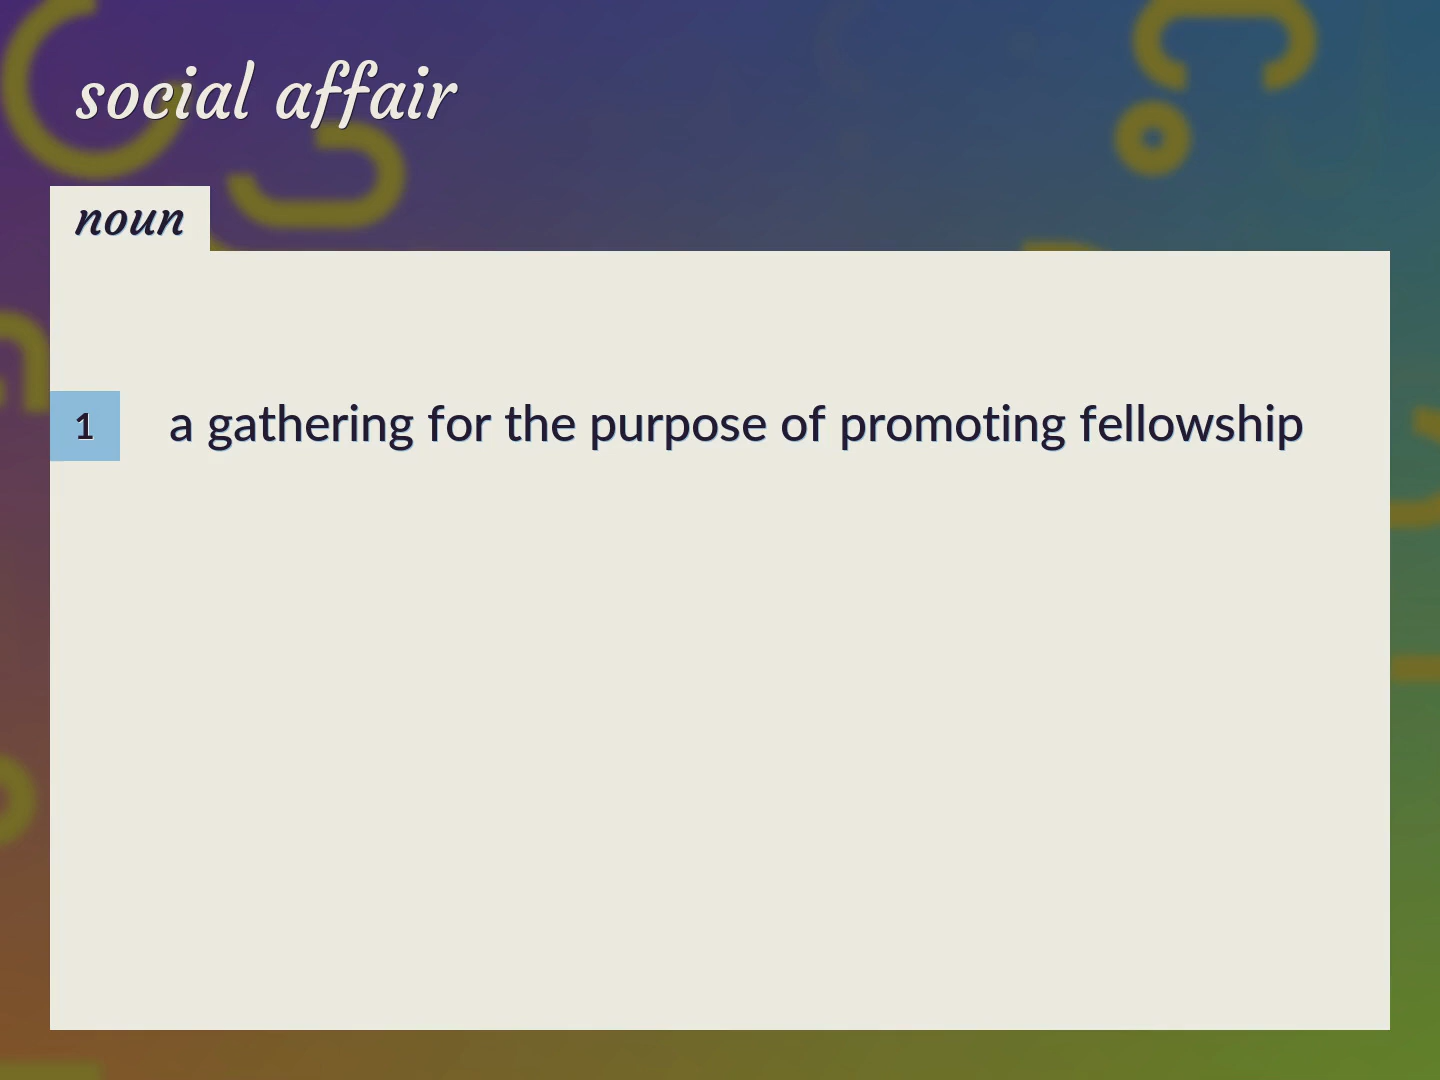 social affair
noun
1 a gathering for the purpose of promoting fellowship